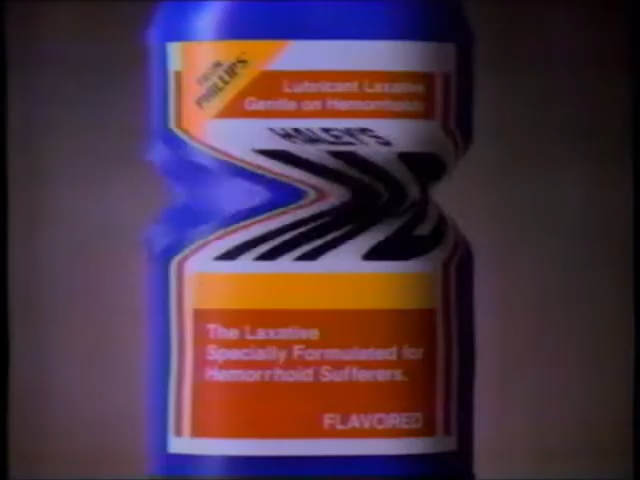 FROM
PHILLIPS'
Lubricant Laxative
Gentle on Hemorrhoids
HALEY'S
The Laxative
Specially Formulated for
Hemorrhoid Sufferers.
FLAVORED